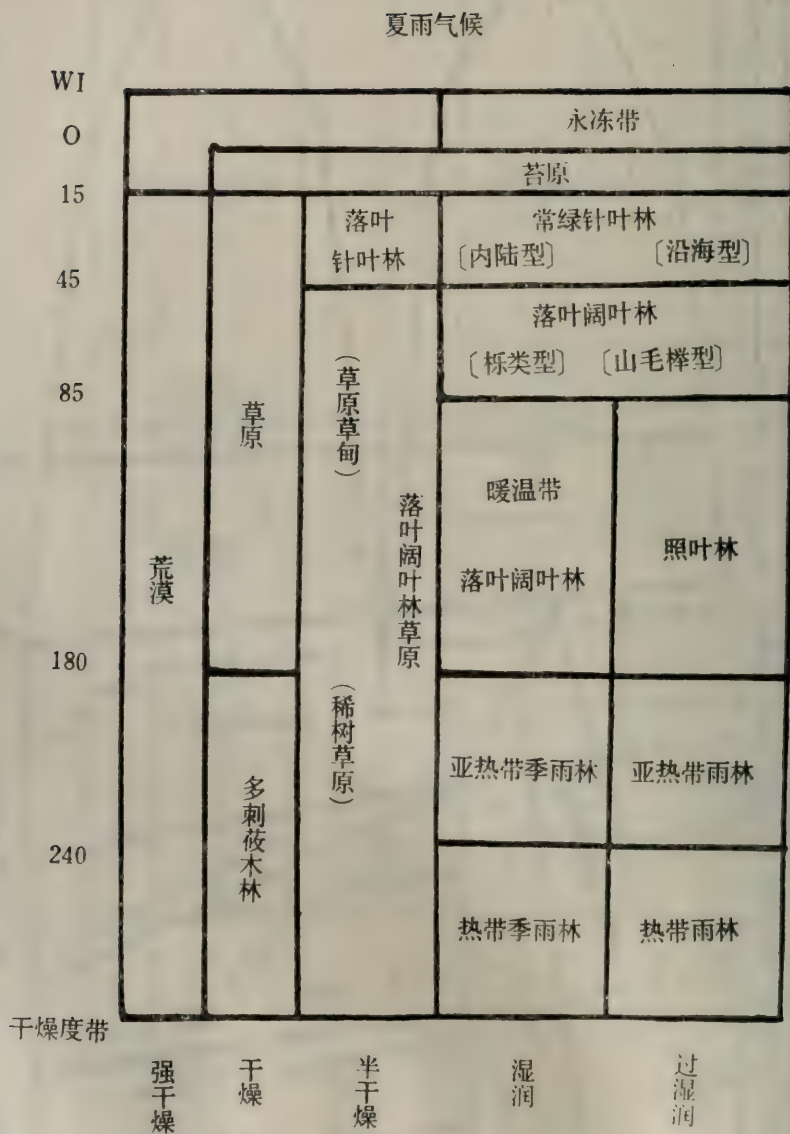 夏雨气候
WI
永冻带
O
苔原
15
落叶
针叶林
常绿针叶林
〔内陆型〕 〔沿海型〕
45
落叶阔叶林
〔栎类型〕 〔山毛榉型〕
85
荒漠
草原
（草原草甸）
（稀树草原）
落叶阔叶林草原
暖温带
落叶阔叶林
照叶林
180
多刺莜木林
亚热带季雨林
亚热带雨林
240
热带季雨林
热带雨林
干燥度带
强干燥
干燥
半干燥
湿润
过湿润